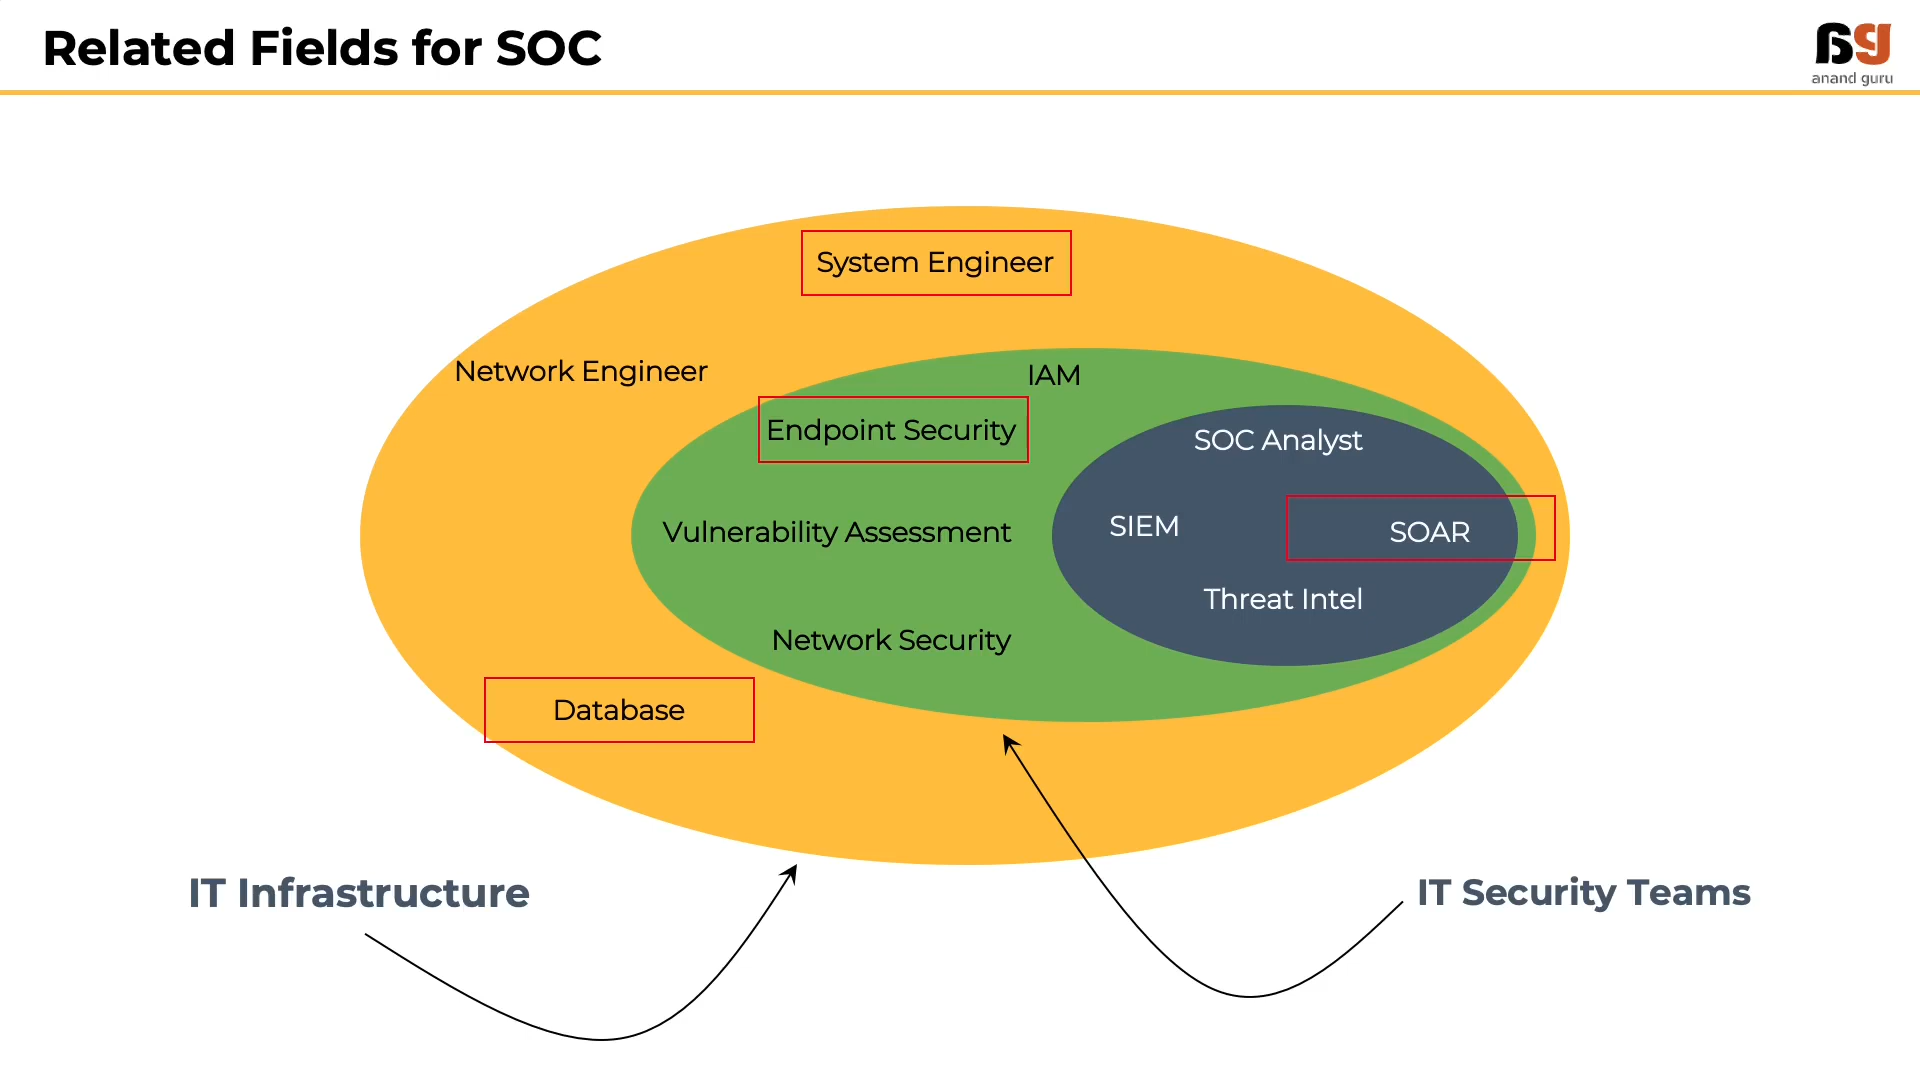 Related Fields for SOC
anand guru
System Engineer
Network Engineer
IAM
Endpoint Security
SOC Analyst
Vulnerability Assessment
SIEM
SOAR
Threat Intel
Network Security
Database
IT Infrastructure
IT Security Teams